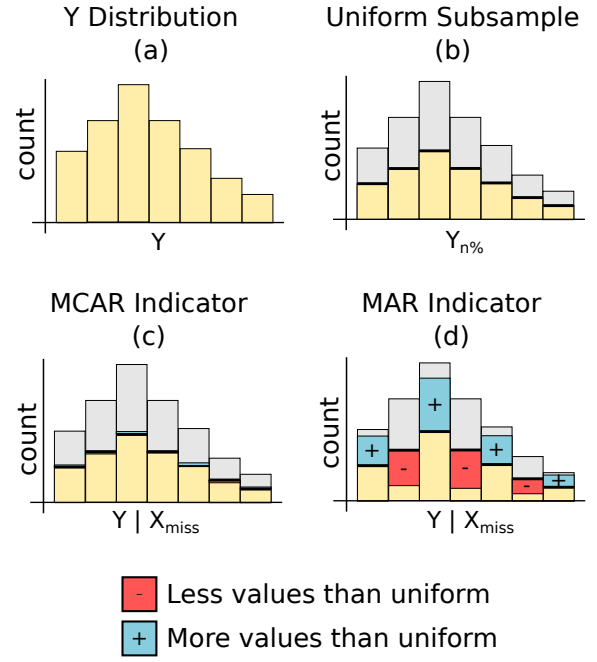 Y Distribution
(a)
count
Y
Uniform Subsample
(b)
count
Yn%
MCAR Indicator
(c)
count
Y | Xmiss
MAR Indicator
(d)
count
+
+
-
-
+
-
+
Y | Xmiss
- Less values than uniform
+ More values than uniform